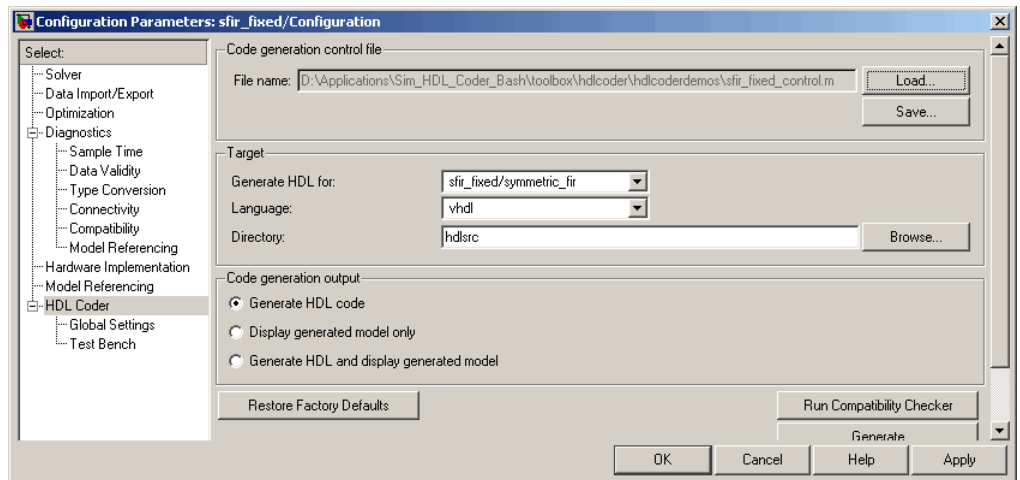 Configuration Parameters: sfir_fixed/Configuration
Select:
Solver
Data Import/Export
Optimization
Diagnostics
Sample Time
Data Validity
Type Conversion
Connectivity
Compatibility
Model Referencing
Hardware Implementation
Model Referencing
HDL Coder
Global Settings
Test Bench
Code generation control file
File name: D:\Applications\Sim_HDL_Coder_Bash\toolbox\hdlcoder\hdlcoderdemos\sfir_fixed_control.m Load...
Save...
Target
Generate HDL for: sfir_fixed/symmetric_fir
Language: vhdl
Directory: hdlsrc Browse...
Code generation output
Generate HDL code
Display generated model only
Generate HDL and display generated model
Restore Factory Defaults Run Compatibility Checker
Generate
OK Cancel Help Apply